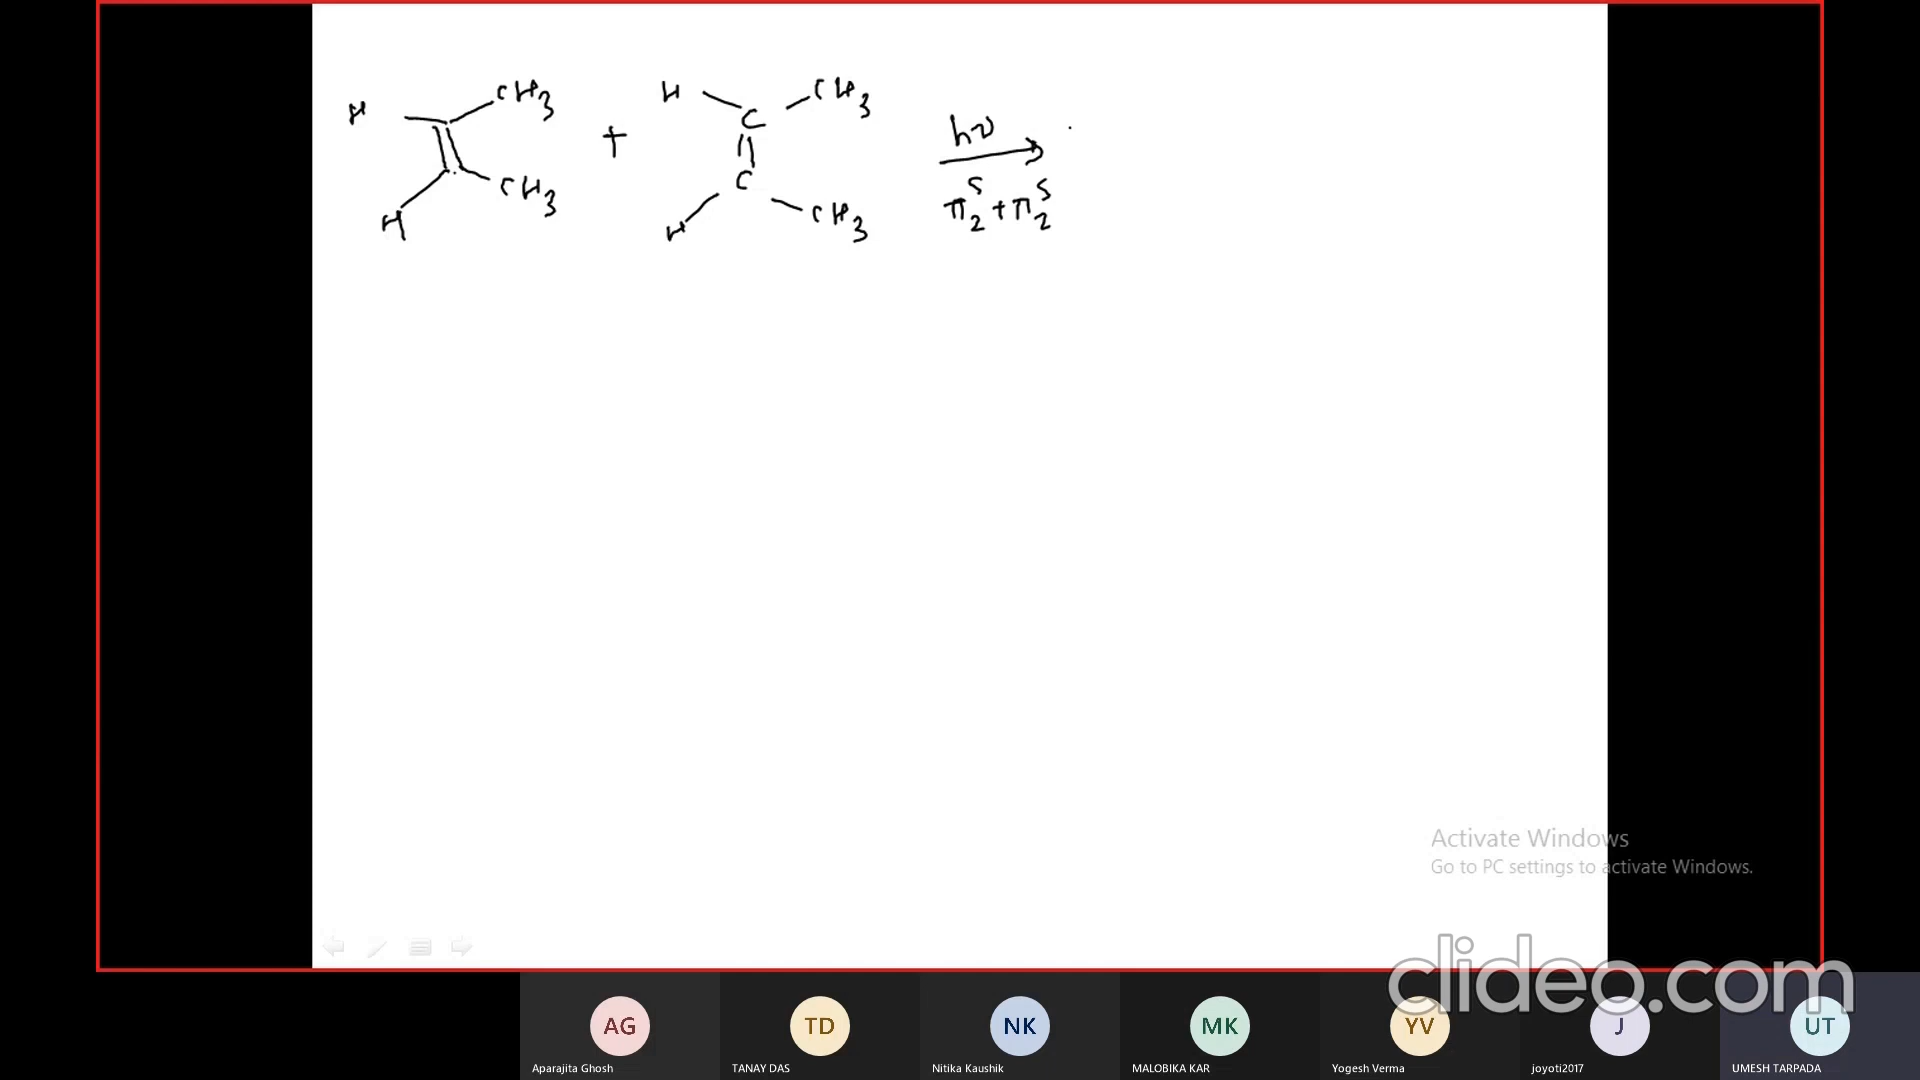 H CH3 + H C CH3 hν
H CH3 C H CH3 π2s + π2s
Activate Windows
Go to PC settings to activate Windows.
clideo.com
AG TD NK MK YV J UT
Aparajita Ghosh TANAY DAS Nitika Kaushik MALOBIKA KAR Yogesh Verma joyoti2017 UMESH TARPADA